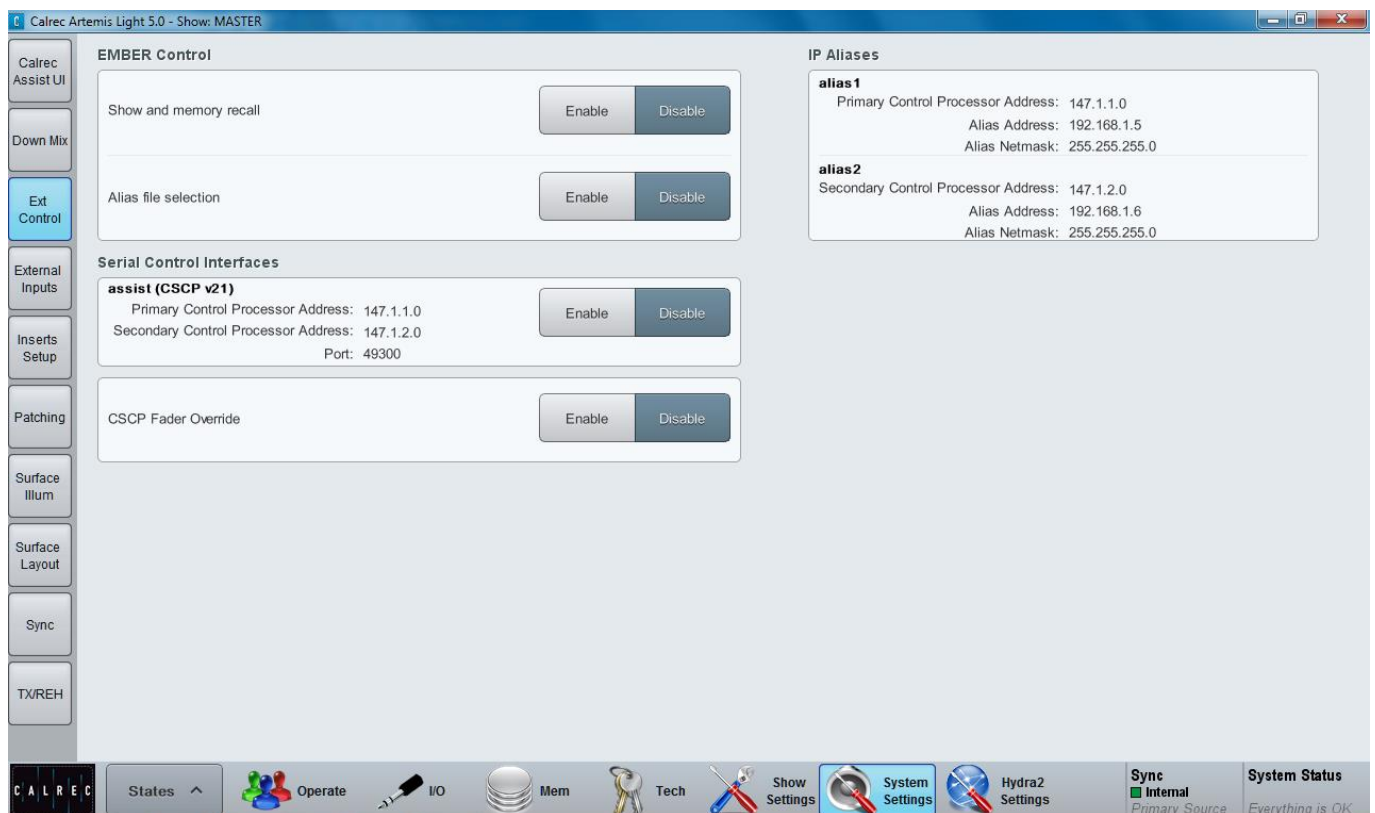 Calrec Artemis Light 5.0 - Show: MASTER
Calrec
Assist UI
Down Mix
Ext
Control
External
Inputs
Inserts
Setup
Patching
Surface
Illum
Surface
Layout
Sync
TX/REH
EMBER Control
Show and memory recall
Enable
Disable
Alias file selection
Enable
Disable
Serial Control Interfaces
assist (CSCP v21)
Primary Control Processor Address: 147.1.1.0
Secondary Control Processor Address: 147.1.2.0
Port: 49300
Enable
Disable
CSCP Fader Override
Enable
Disable
IP Aliases
alias1
Primary Control Processor Address: 147.1.1.0
Alias Address: 192.168.1.5
Alias Netmask: 255.255.255.0
alias2
Secondary Control Processor Address: 147.1.2.0
Alias Address: 192.168.1.6
Alias Netmask: 255.255.255.0
CALREC
States
Operate
I/O
Mem
Tech
Show
Settings
System
Settings
Hydra2
Settings
Sync
Internal
Primary Source
System Status
Everything is OK